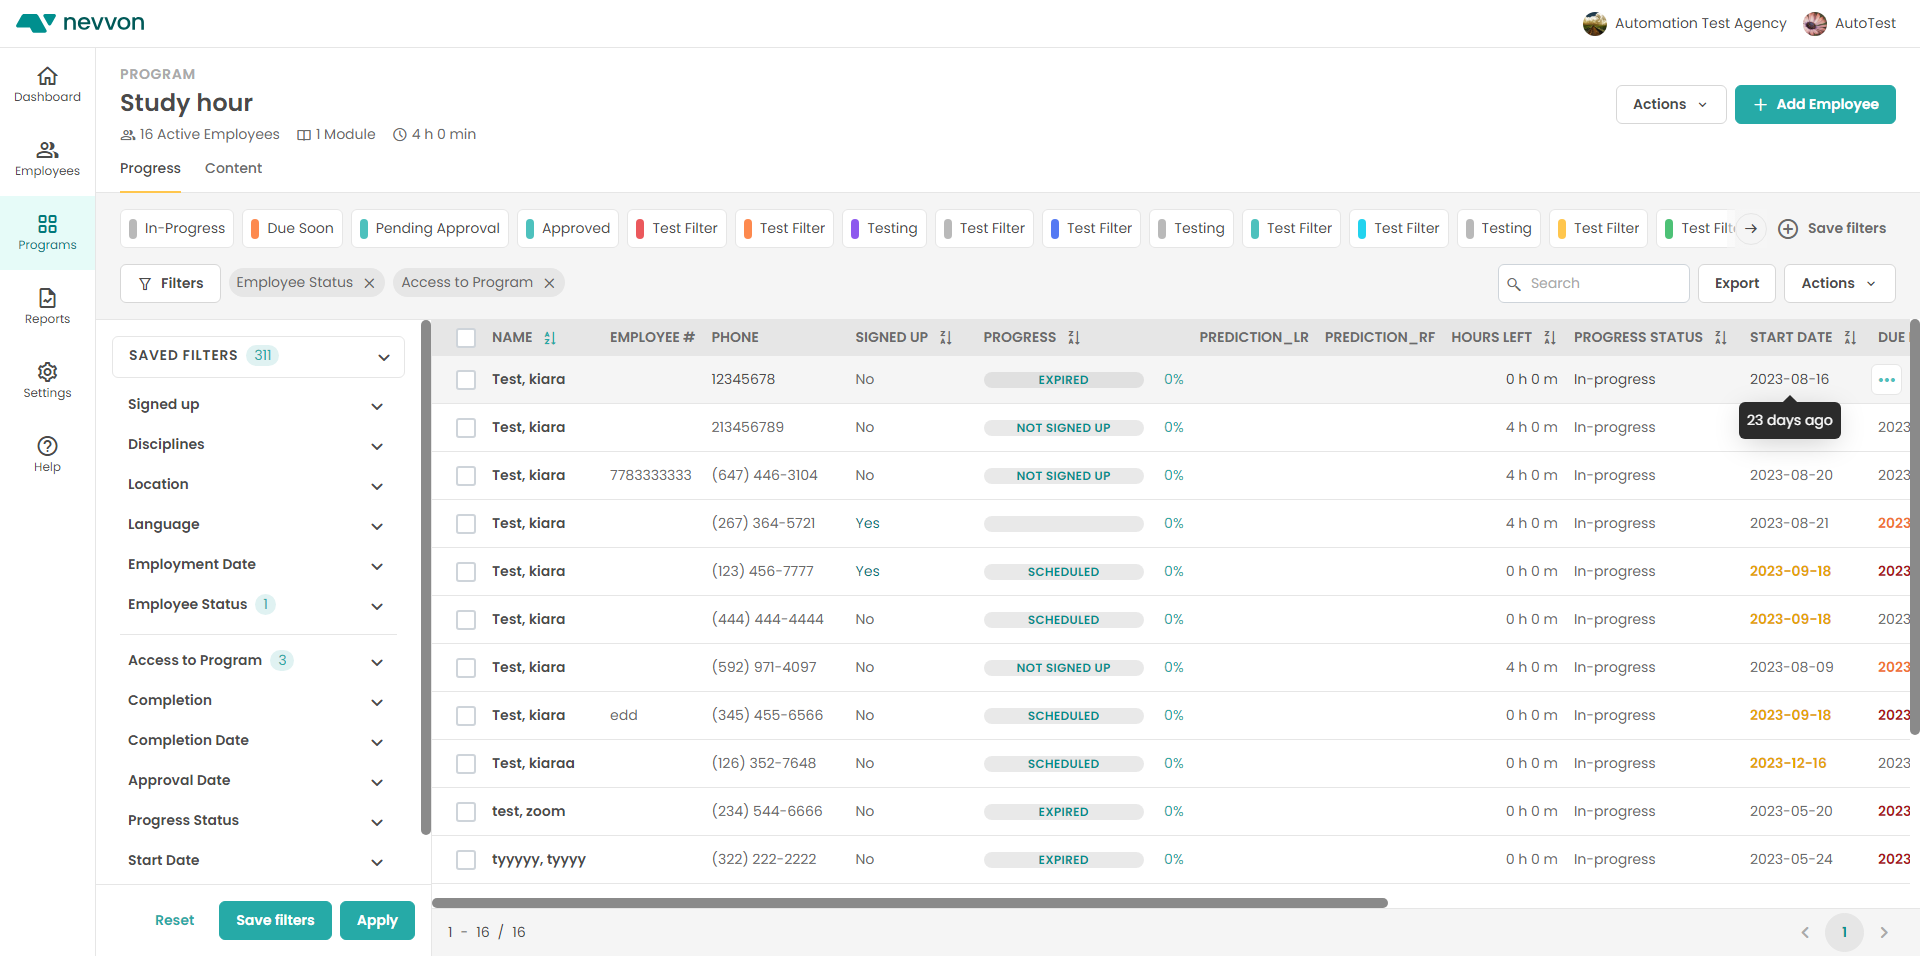 nevvon
Automation Test Agency
AutoTest
Dashboard
Employees
Programs
Reports
Settings
Help
PROGRAM
Study hour
16 Active Employees 1 Module 4 h 0 min
Actions
Add Employee
Progress Content
In-Progress Due Soon Pending Approval Approved Test Filter Test Filter Testing Test Filter Test Filter Testing Test Filter Test Filter Testing Test Filter Test Filt Save filters
Filters Employee Status Access to Program Search Export Actions
SAVED FILTERS 311
Signed up
Disciplines
Location
Language
Employment Date
Employee Status 1
Access to Program 3
Completion
Completion Date
Approval Date
Progress Status
Start Date
Reset Save filters Apply
NAME EMPLOYEE # PHONE SIGNED UP PROGRESS PREDICTION_LR PREDICTION_RF HOURS LEFT PROGRESS STATUS START DATE DUE
Test, kiara 12345678 No EXPIRED 0% 0 h 0 m In-progress 2023-08-16
23 days ago
Test, kiara 213456789 No NOT SIGNED UP 0% 4 h 0 m In-progress 2023
Test, kiara 7783333333 (647) 446-3104 No NOT SIGNED UP 0% 4 h 0 m In-progress 2023-08-20 2023
Test, kiara (267) 364-5721 Yes 0% 4 h 0 m In-progress 2023-08-21 2023
Test, kiara (123) 456-7777 Yes SCHEDULED 0% 0 h 0 m In-progress 2023-09-18 2023
Test, kiara (444) 444-4444 No SCHEDULED 0% 0 h 0 m In-progress 2023-09-18 2023
Test, kiara (592) 971-4097 No NOT SIGNED UP 0% 4 h 0 m In-progress 2023-08-09 2023
Test, kiara edd (345) 455-6566 No SCHEDULED 0% 0 h 0 m In-progress 2023-09-18 2023
Test, kiaraa (126) 352-7648 No SCHEDULED 0% 0 h 0 m In-progress 2023-12-16 2023
test, zoom (234) 544-6666 No EXPIRED 0% 0 h 0 m In-progress 2023-05-20 2023
tyyyyy, tyyyy (322) 222-2222 No EXPIRED 0% 0 h 0 m In-progress 2023-05-24 2023
1 - 16 / 16
1